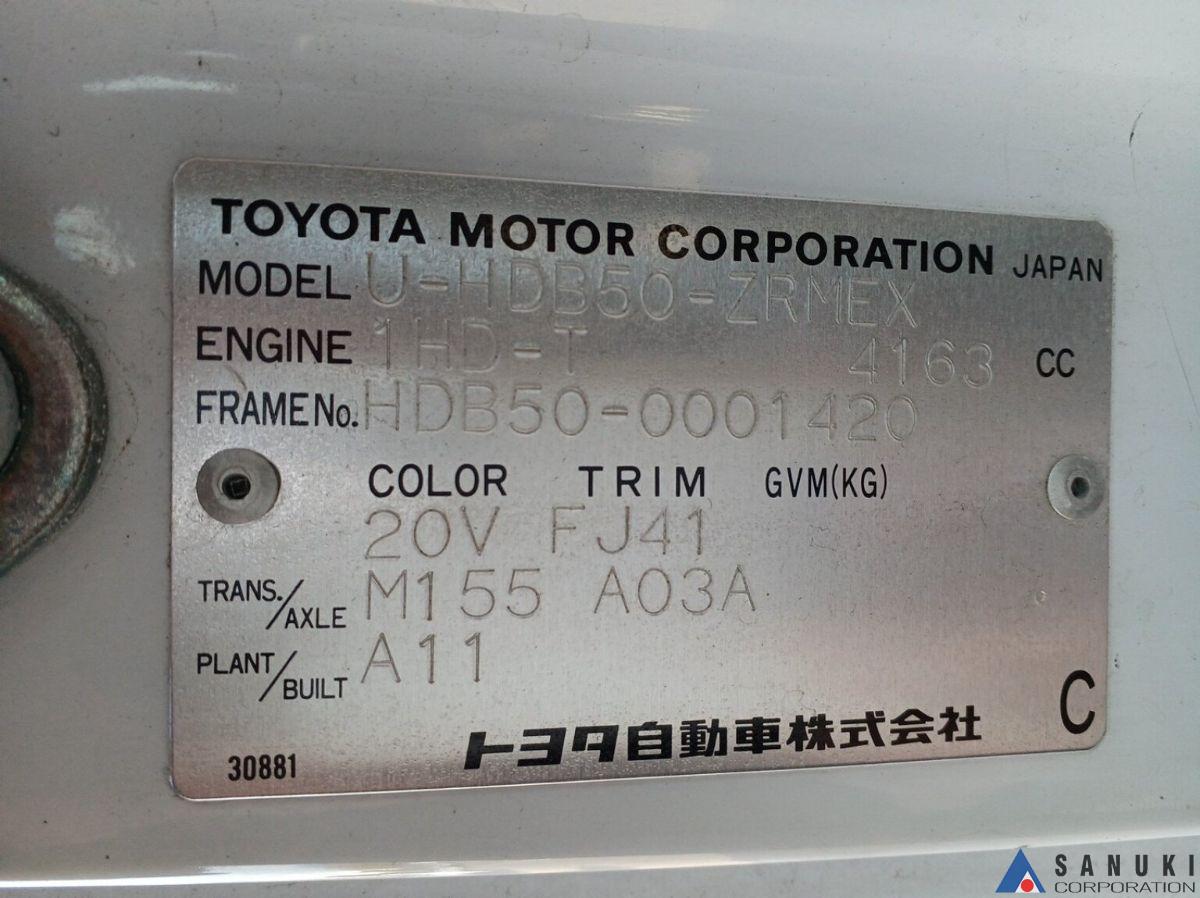 TOYOTA MOTOR CORPORATION JAPAN
MODEL U-HDB50-ZRMEX
ENGINE 1HD-T 4163 CC
FRAME No. HDB50-0001420
COLOR TRIM GVM(KG)
20V FJ41
TRANS./AXLE M155 A03A
PLANT/BUILT A11
トヨタ自動車株式会社 C
30881
SANUKI
CORPORATION